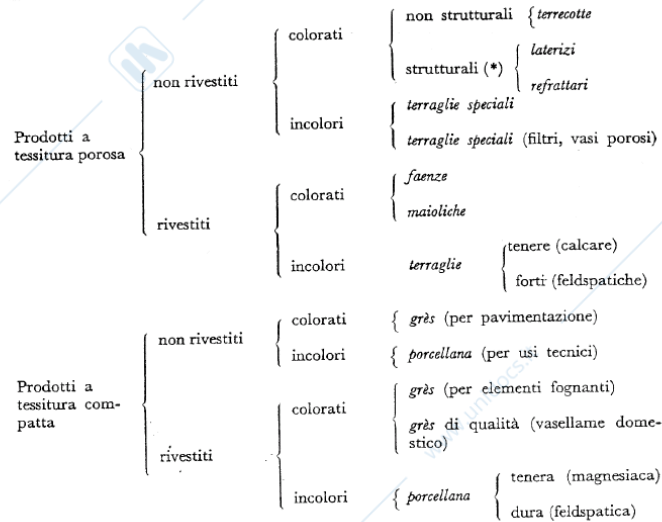 non strutturali { terrecotte
colorati
laterizi
strutturali (*)
non rivestiti
refrattari
terraglie speciali
incolori
Prodotti a
tessitura porosa
terraglie speciali (filtri, vasi porosi)
faenze
colorati
maioliche
rivestiti
tenere (calcare)
incolori terraglie
forti (feldspatiche)
colorati { grès (per pavimentazione)
non rivestiti
incolori { porcellana (per usi tecnici)
Prodotti a
tessitura com-
patta
grès (per elementi fognanti)
colorati
grès di qualità (vasellame dome-
stico)
rivestiti
tenera (magnesiaca)
incolori { porcellana
dura (feldspatica)